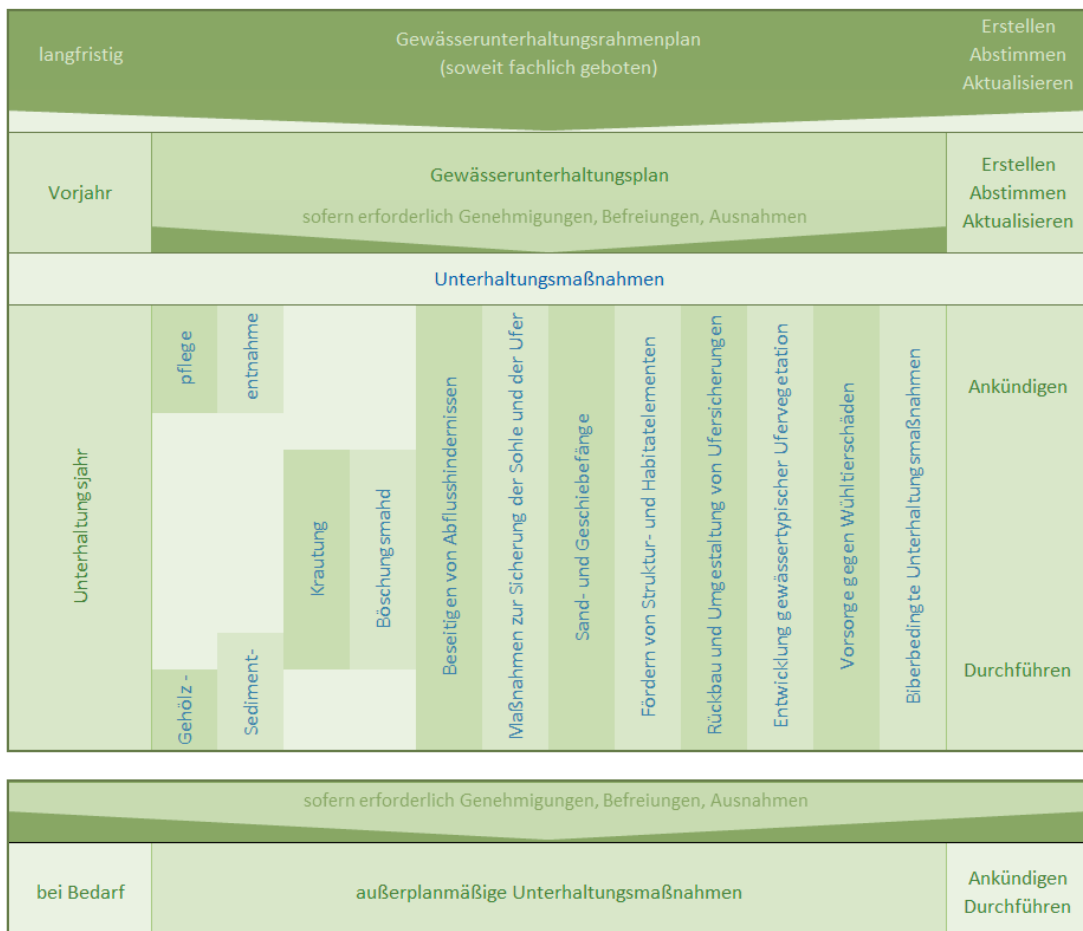 langfristig
Gewässerunterhaltungsrahmenplan
(soweit fachlich geboten)
Erstellen
Abstimmen
Aktualisieren
Vorjahr
Gewässerunterhaltungsplan
sofern erforderlich Genehmigungen, Befreiungen, Ausnahmen
Erstellen
Abstimmen
Aktualisieren
Unterhaltungsmaßnahmen
Unterhaltungsjahr
Gehölz -
pflege
Sediment-
entnahme
Krautung
Böschungsmahd
Beseitigen von Abflusshindernissen
Maßnahmen zur Sicherung der Sohle und der Ufer
Sand- und Geschiebefänge
Fördern von Struktur- und Habitatelementen
Rückbau und Umgestaltung von Ufersicherungen
Entwicklung gewässertypischer Ufervegetation
Vorsorge gegen Wühltierschäden
Biberbedingte Unterhaltungsmaßnahmen
Ankündigen
Durchführen
sofern erforderlich Genehmigungen, Befreiungen, Ausnahmen
bei Bedarf
außerplanmäßige Unterhaltungsmaßnahmen
Ankündigen
Durchführen